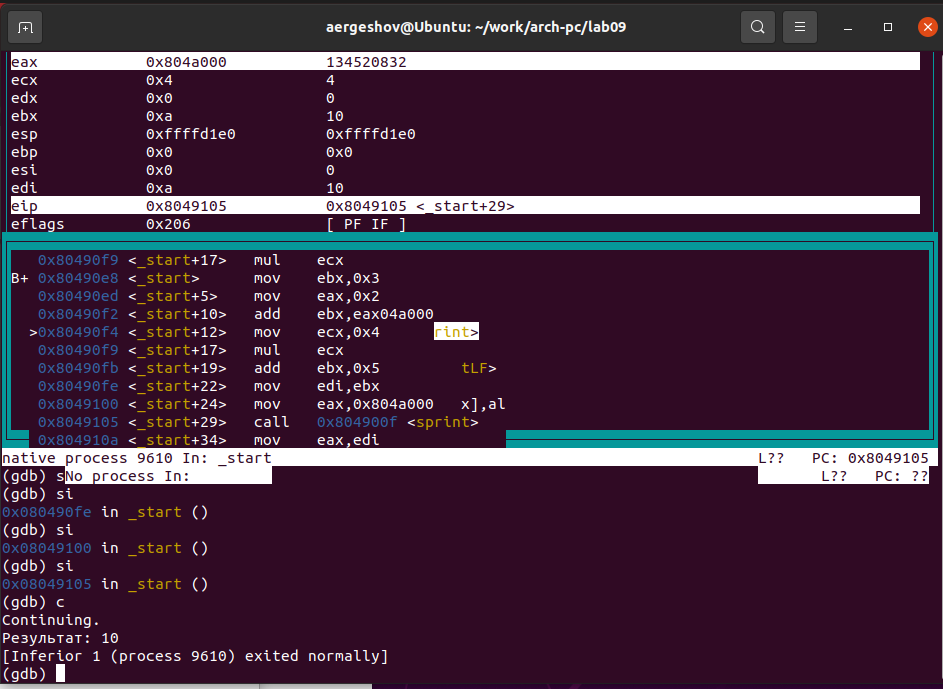 aergeshov@Ubuntu: ~/work/arch-pc/lab09
eax 0x804a000 134520832
ecx 0x4 4
edx 0x0 0
ebx 0xa 10
esp 0xffffd1e0 0xffffd1e0
ebp 0x0 0x0
esi 0x0 0
edi 0xa 10
eip 0x8049105 0x8049105 <_start+29>
eflags 0x206 [ PF IF ]
0x80490f9 <_start+17> mul ecx
B+ 0x80490e8 <_start> mov ebx,0x3
0x80490ed <_start+5> mov eax,0x2
0x80490f2 <_start+10> add ebx,eax04a000
>0x80490f4 <_start+12> mov ecx,0x4 rint>
0x80490f9 <_start+17> mul ecx
0x80490fb <_start+19> add ebx,0x5 tLF>
0x80490fe <_start+22> mov edi,ebx
0x8049100 <_start+24> mov eax,0x804a000 x],al
0x8049105 <_start+29> call 0x804900f <sprint>
0x804910a <_start+34> mov eax,edi
native process 9610 In: _start L?? PC: 0x8049105
(gdb) sNo process In: L?? PC: ??
(gdb) si
0x080490fe in _start ()
(gdb) si
0x08049100 in _start ()
(gdb) si
0x08049105 in _start ()
(gdb) c
Continuing.
Результат: 10
[Inferior 1 (process 9610) exited normally]
(gdb)